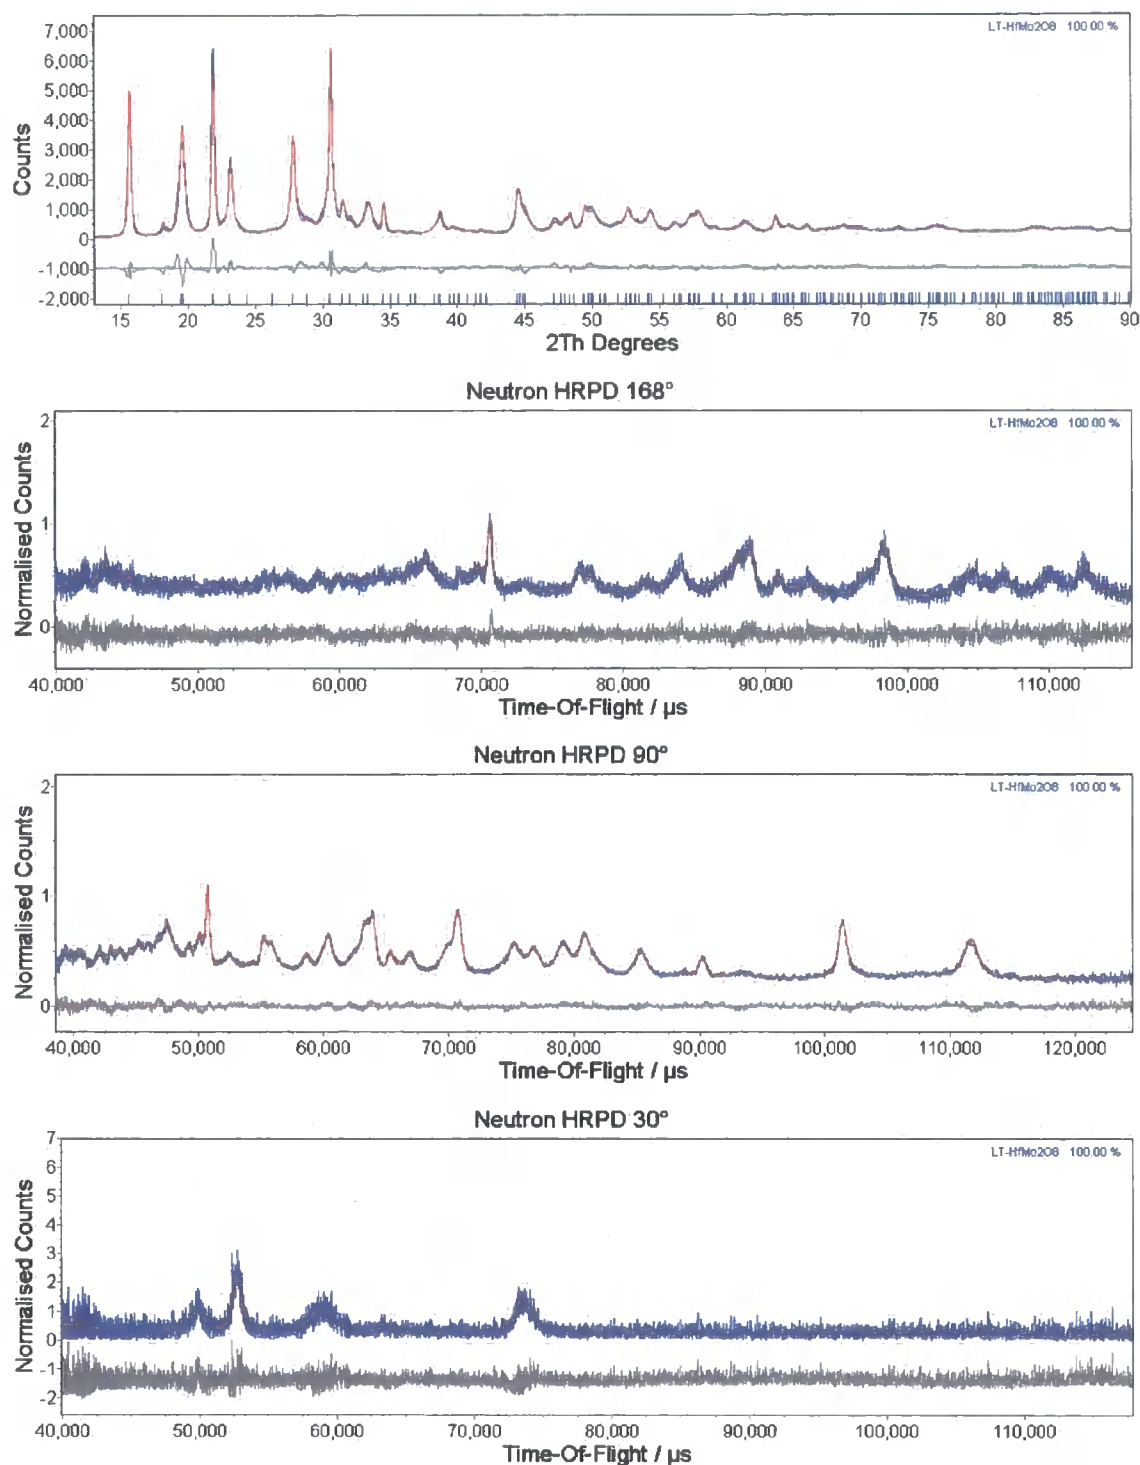 LT-HfMo2O8 100.00 %
7,000
6,000
5,000
4,000
3,000
2,000
1,000
0
-1,000
-2,000
Counts
15 20 25 30 35 40 45 50 55 60 65 70 75 80 85 90
2Th Degrees
Neutron HRPD 168°
LT-HfMo2O8 100.00 %
2
1
0
Normalised Counts
40,000 50,000 60,000 70,000 80,000 90,000 100,000 110,000
Time-Of-Flight / µs
Neutron HRPD 90°
LT-HfMo2O8 100.00 %
2
1
0
Normalised Counts
40,000 50,000 60,000 70,000 80,000 90,000 100,000 110,000 120,000
Time-Of-Flight / µs
Neutron HRPD 30°
LT-HfMo2O8 100.00 %
7
6
5
4
3
2
1
0
-1
-2
Normalised Counts
40,000 50,000 60,000 70,000 80,000 90,000 100,000 110,000
Time-Of-Flight / µs